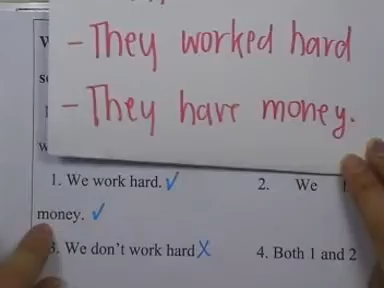 - They worked hard
- They have money.
1. We work hard. ✓ 2. We
money. ✓
3. We don't work hard X 4. Both 1 and 2